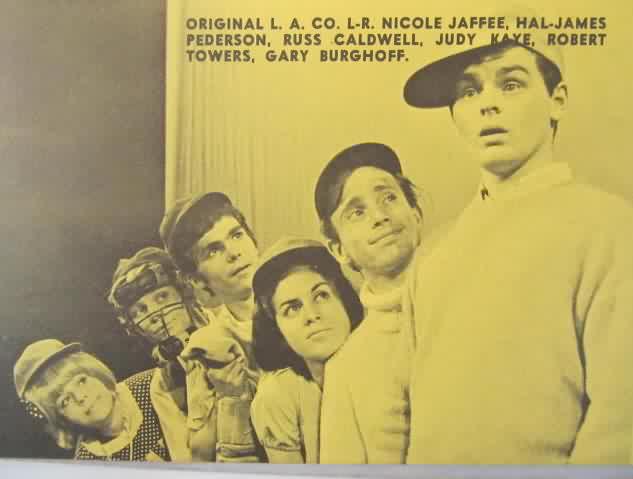 ORIGINAL L. A. CO. L-R. NICOLE JAFFEE, HAL-JAMES
PEDERSON, RUSS CALDWELL, JUDY KAYE, ROBERT
TOWERS, GARY BURGHOFF.